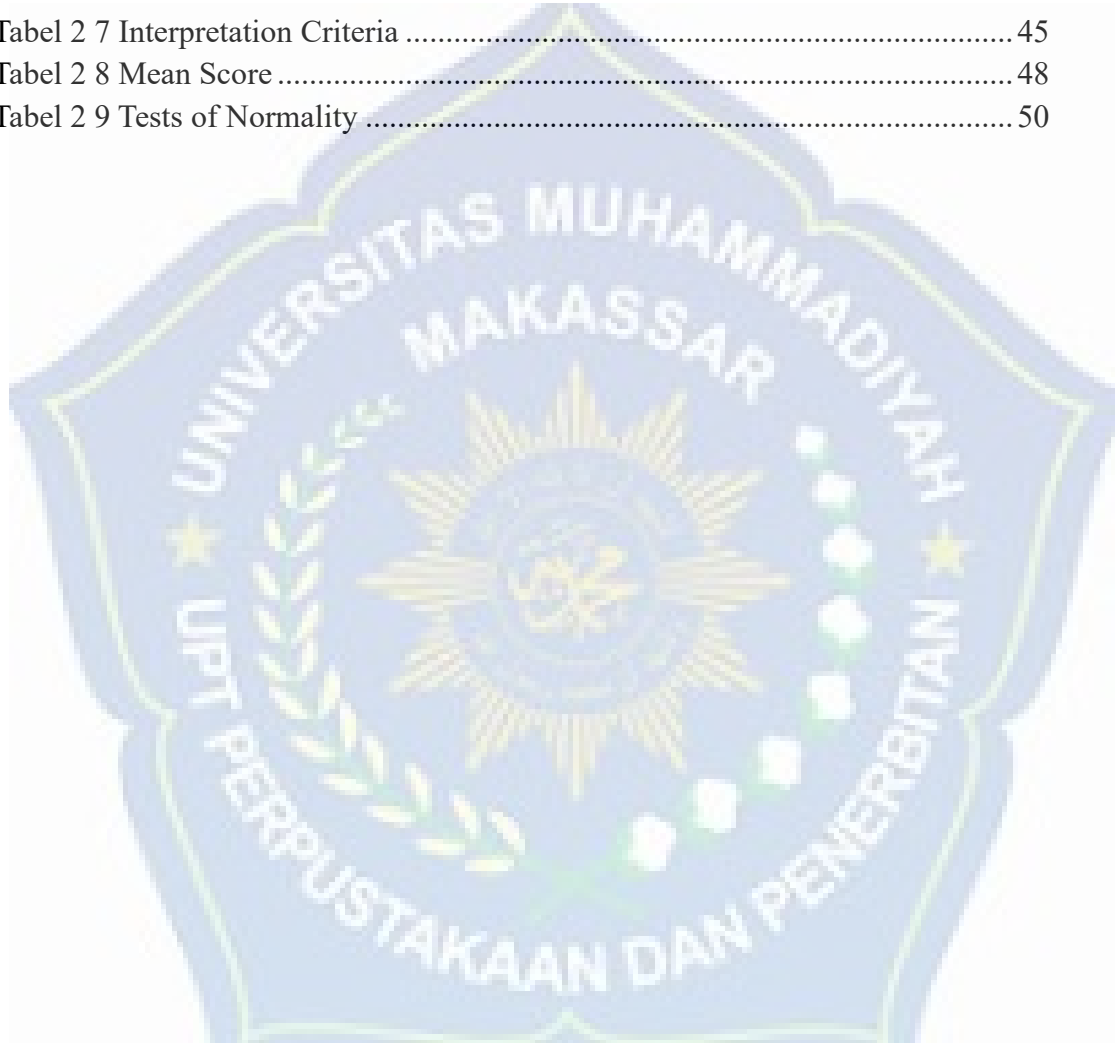 Tabel 2 7 Interpretation Criteria ........................................................................... 45
Tabel 2 8 Mean Score ........................................................................................... 48
Tabel 2 9 Tests of Normality ................................................................................ 50
UNIVERSITAS MUHAMMADIYAH
MAKASSAR
UPT PERPUSTAKAAN DAN PENERBITAN